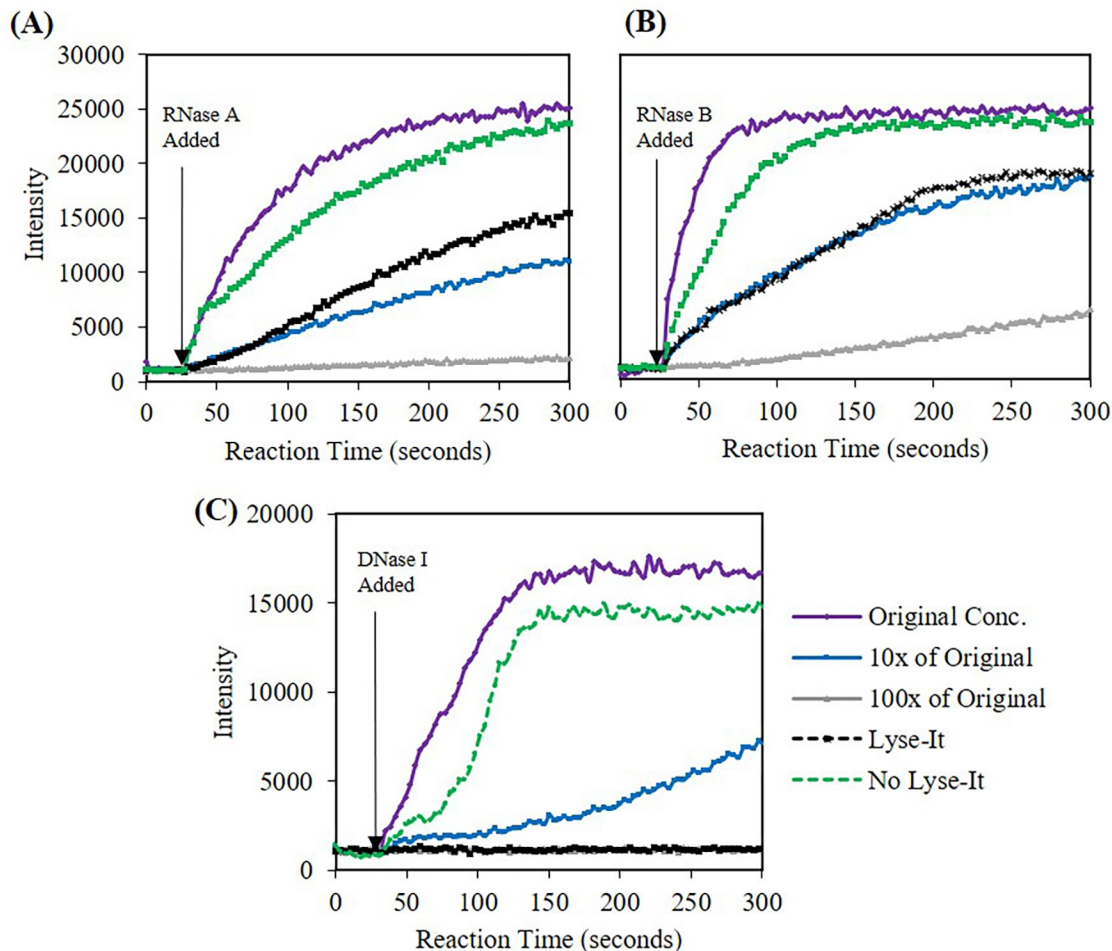 (A)
(B)
30000
25000
20000
15000
10000
5000
0
Intensity
RNase A
Added
RNase B
Added
0 50 100 150 200 250 300
0 50 100 150 200 250 300
Reaction Time (seconds)
Reaction Time (seconds)
(C)
20000
15000
10000
5000
0
Intensity
DNase I
Added
0 50 100 150 200 250 300
Reaction Time (seconds)
Original Conc.
10x of Original
100x of Original
Lyse-It
No Lyse-It